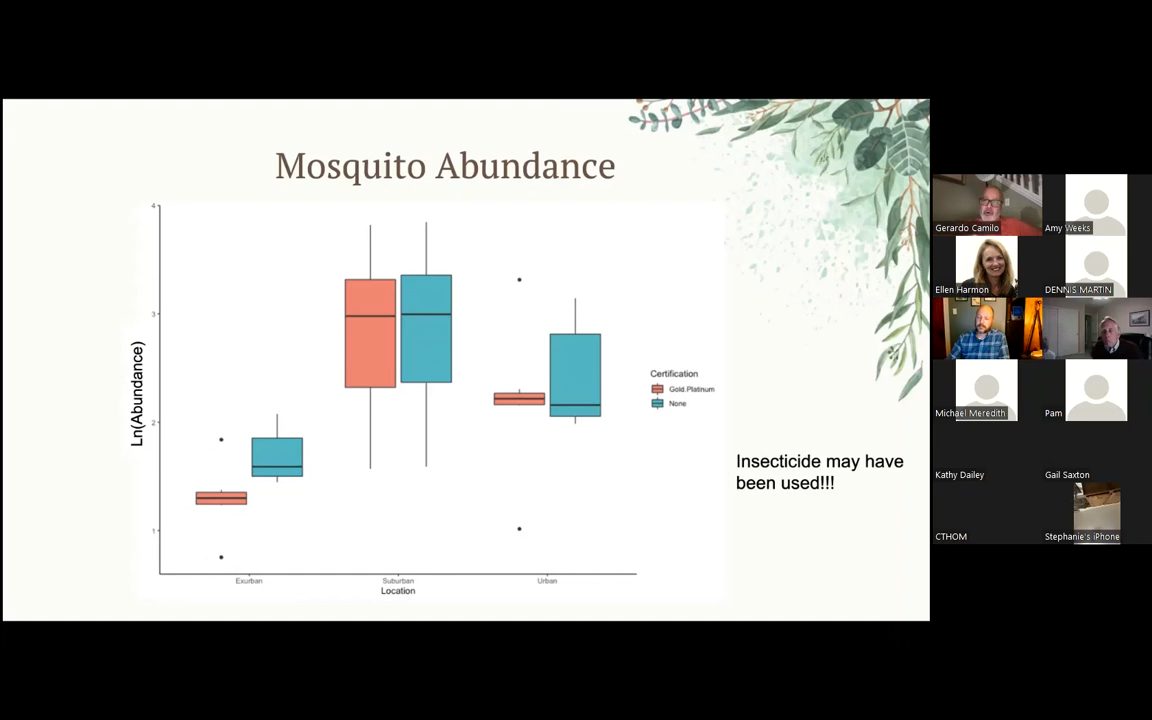 Mosquito Abundance
4
3
2
1
Ln(Abundance)
Exurban
Suburban
Urban
Location
Certification
Gold.Platinum
None
Insecticide may have
been used!!!
Gerardo Camilo
Amy Weeks
Ellen Harmon
DENNIS MARTIN
Michael Meredith
Pam
Kathy Dailey
Gail Saxton
CTHOM
Stephanie's iPhone